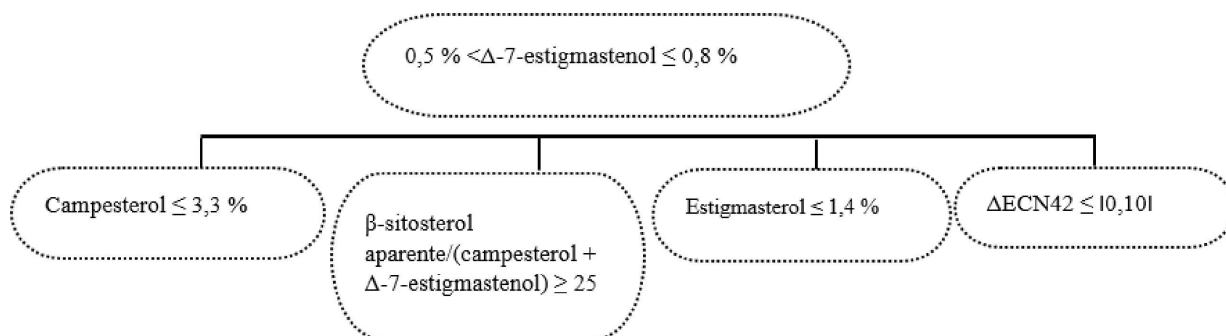 0,5 % <Δ-7-estigmastenol ≤ 0,8 %
Campesterol ≤ 3,3 %
β-sitosterol
aparente/(campesterol +
Δ-7-estigmastenol) ≥ 25
Estigmasterol ≤ 1,4 %
ΔECN42 ≤ |0,10|